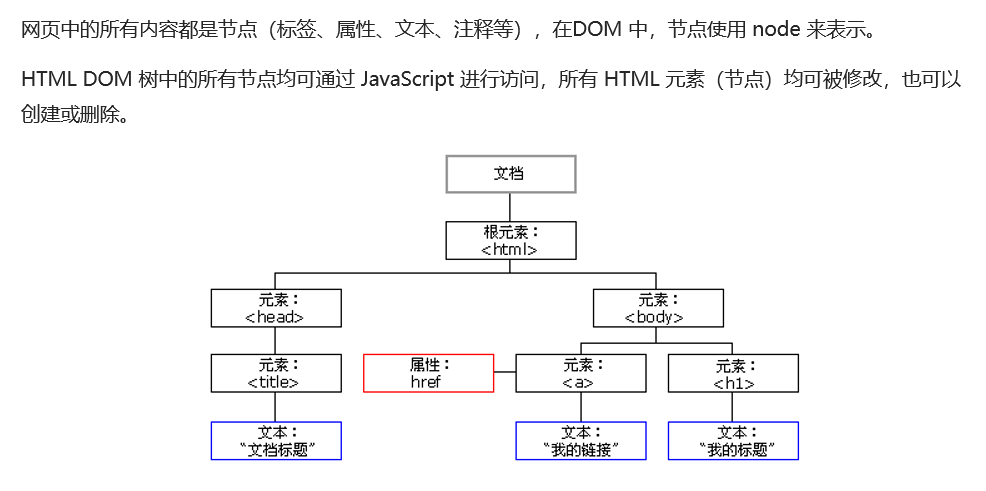 网页中的所有内容都是节点（标签、属性、文本、注释等），在DOM 中，节点使用 node 来表示。
HTML DOM 树中的所有节点均可通过 JavaScript 进行访问，所有 HTML 元素（节点）均可被修改，也可以
创建或删除。
文档
根元素：
<html>
元素：
<head>
元素：
<body>
元素：
<title>
属性：
href
元素：
<a>
元素：
<h1>
文本：
“文档标题”
文本：
“我的链接”
文本：
“我的标题”